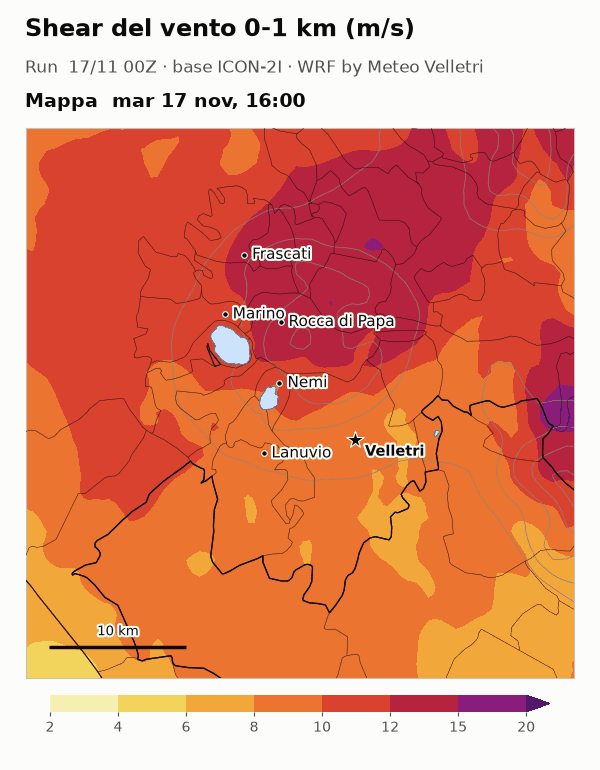 Shear del vento 0-1 km (m/s)
Run  17/11 00Z · base ICON-2I · WRF by Meteo Velletri
Mappa  mar 17 nov, 16:00
Frascati
Marino
Rocca di Papa
Nemi
Velletri
Lanuvio
10 km
2 4 6 8 10 12 15 20